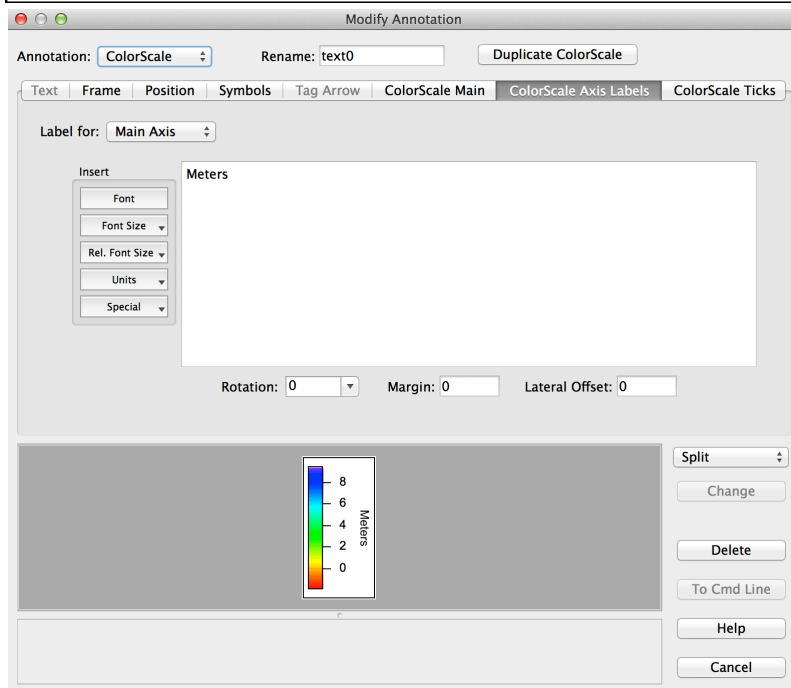 Modify Annotation
Annotation: ColorScale Rename: text0 Duplicate ColorScale
Text Frame Position Symbols Tag Arrow ColorScale Main ColorScale Axis Labels ColorScale Ticks
Label for: Main Axis
Insert
Meters
Font
Font Size
Rel. Font Size
Units
Special
Rotation: 0 Margin: 0 Lateral Offset: 0
Split
Change
8
6
4
2
0
Meters
Delete
To Cmd Line
Help
Cancel